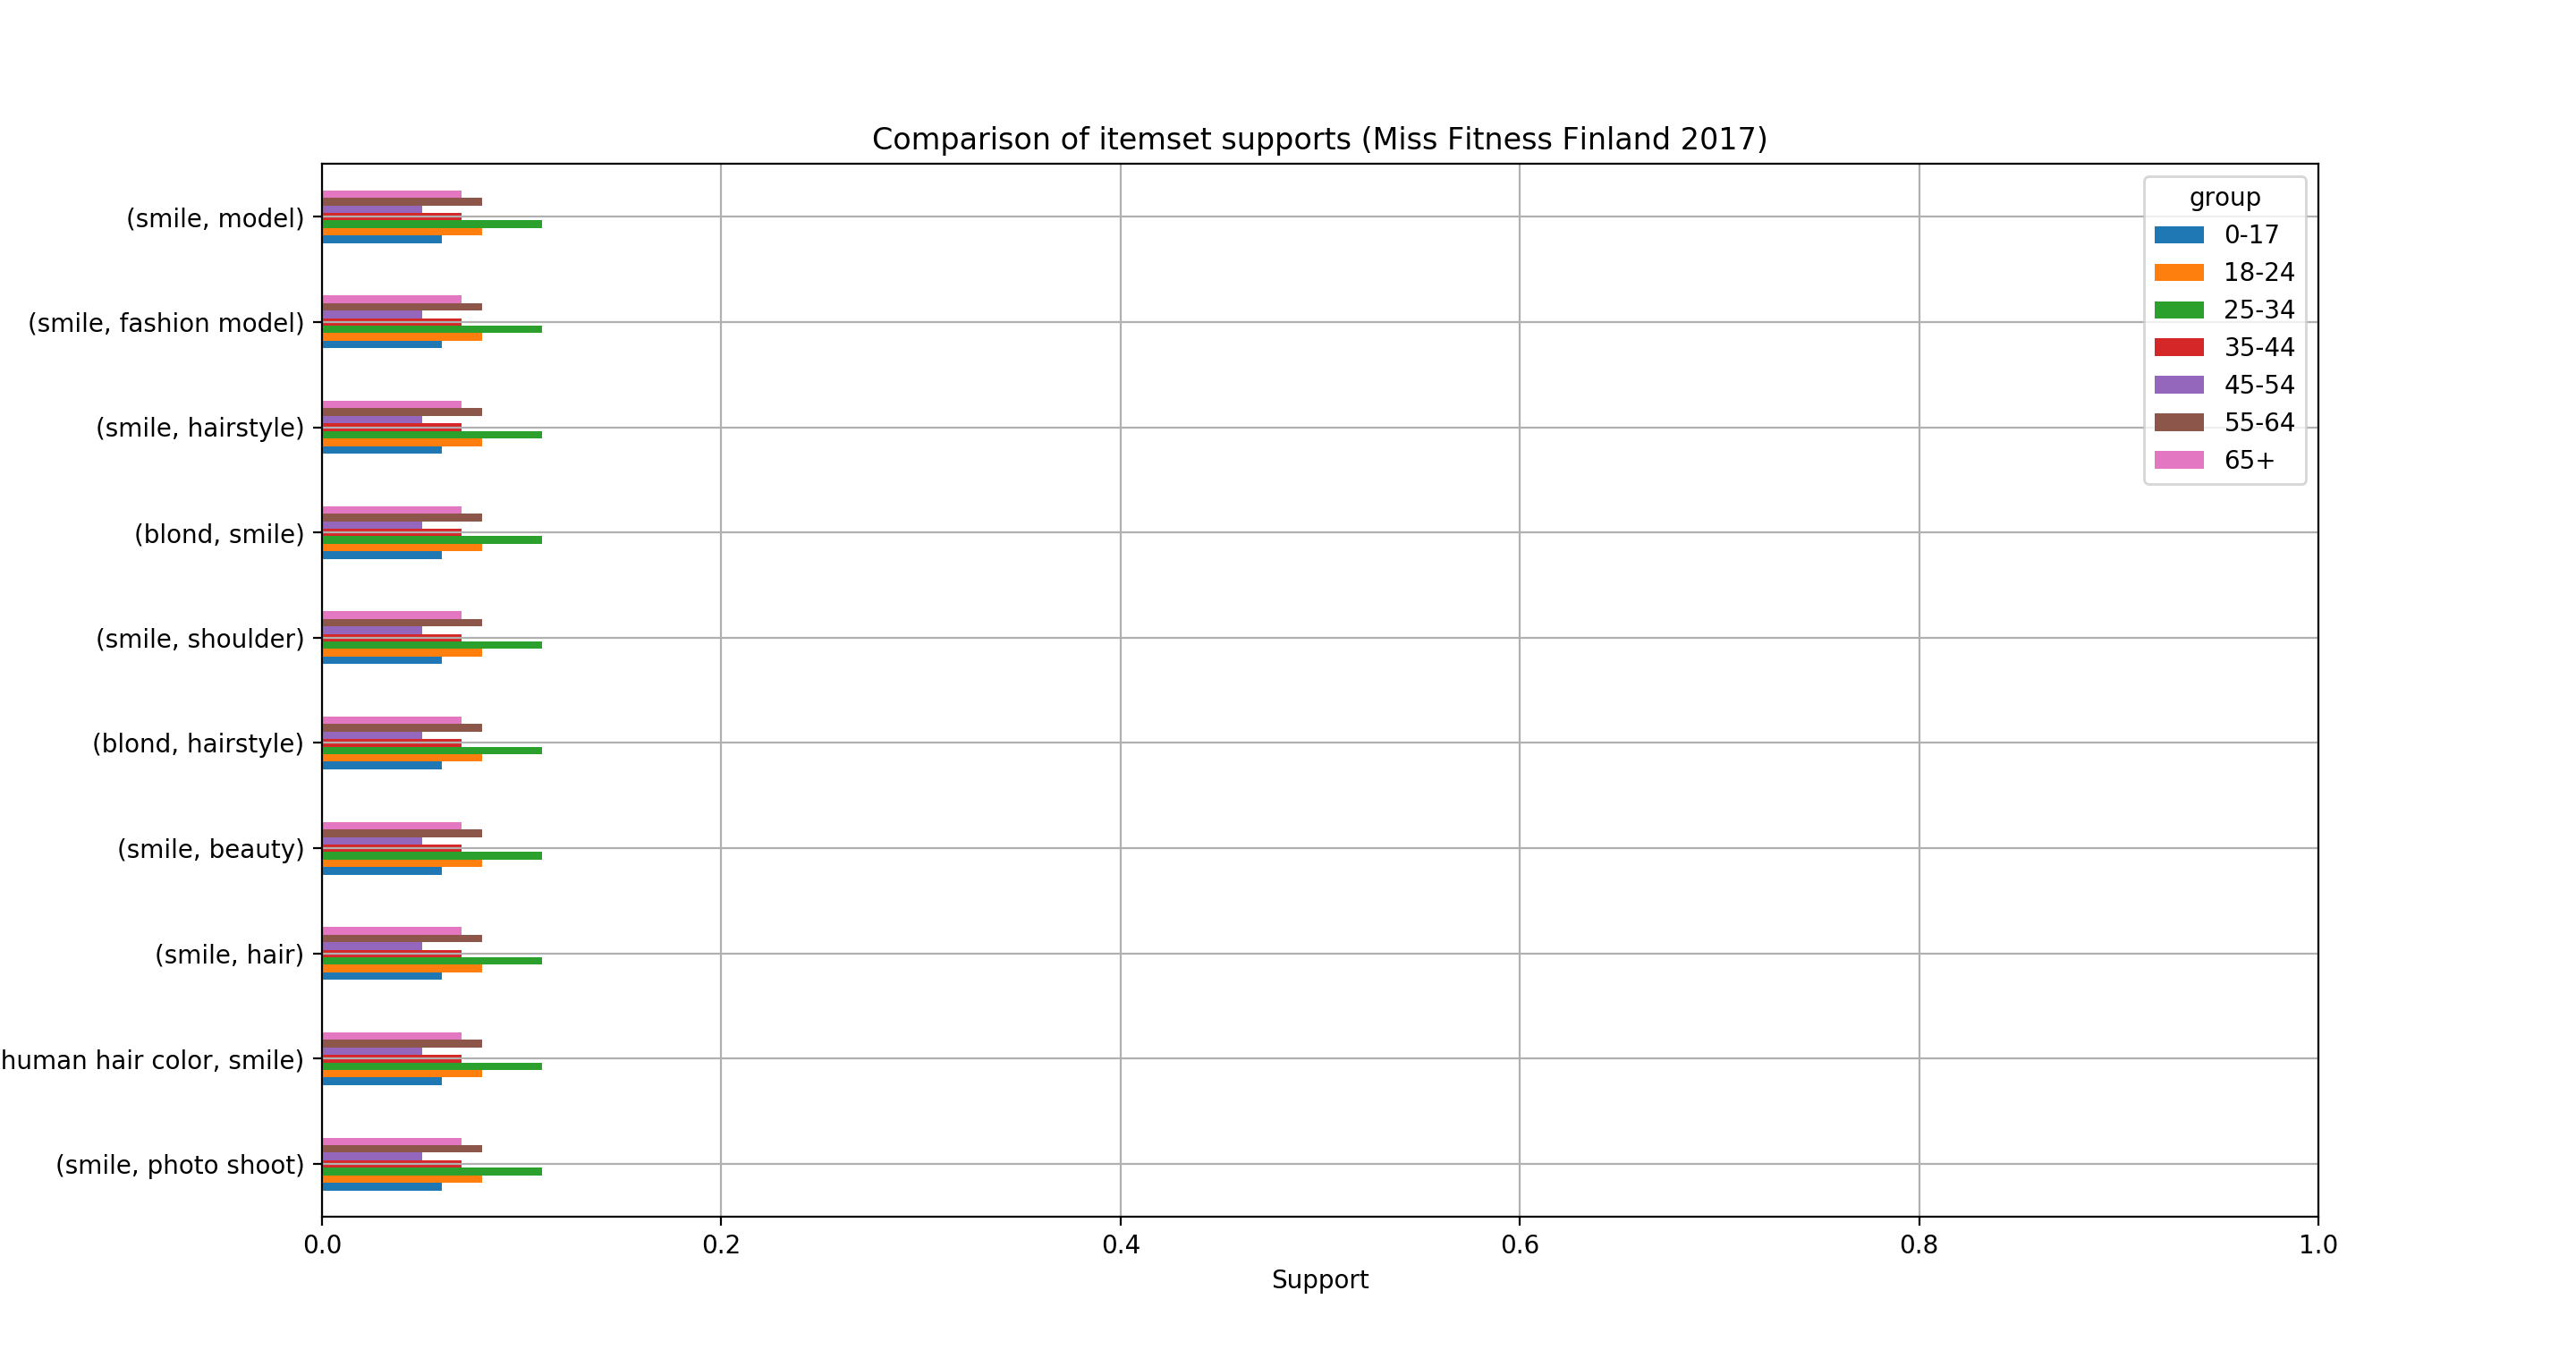 Comparison of itemset supports (Miss Fitness Finland 2017)
(smile, model)
(smile, fashion model)
(smile, hairstyle)
(blond, smile)
(smile, shoulder)
(blond, hairstyle)
(smile, beauty)
(smile, hair)
human hair color, smile)
(smile, photo shoot)
group
0-17
18-24
25-34
35-44
45-54
55-64
65+
0.0 0.2 0.4 0.6 0.8 1.0
Support